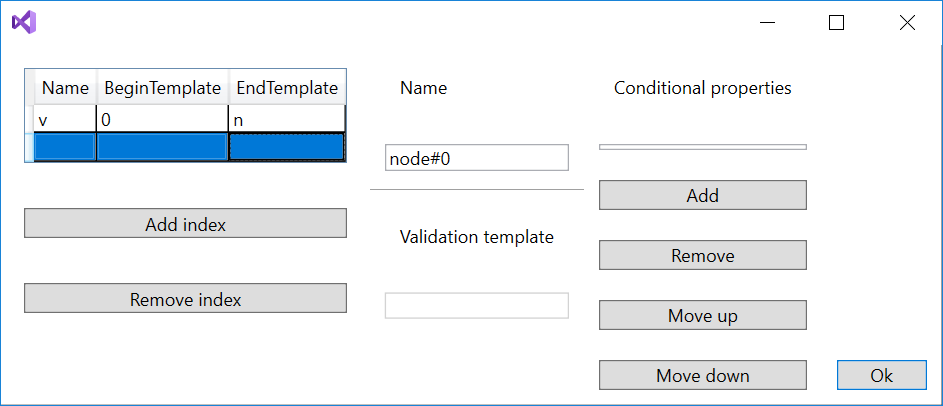 Name BeginTemplate EndTemplate
v 0 n
Add index
Remove index
Name
node#0
Validation template
Conditional properties
Add
Remove
Move up
Move down
Ok